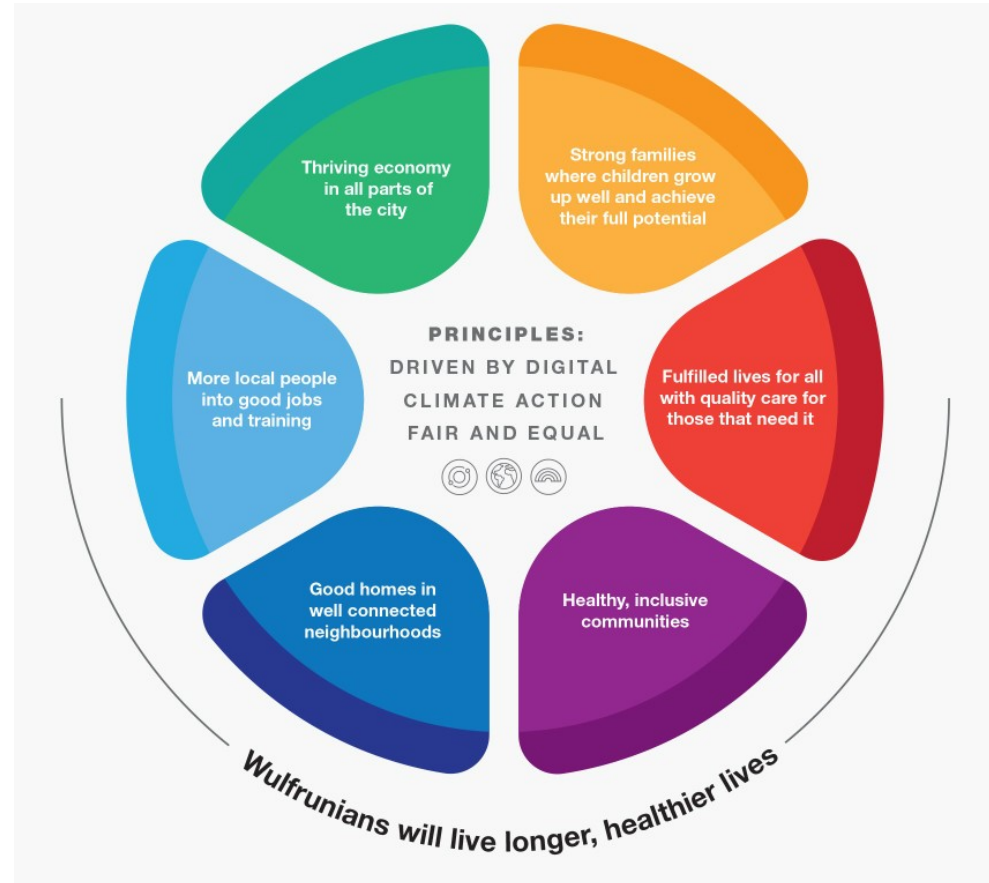 Thriving economy
in all parts of
the city
Strong families
where children grow
up well and achieve
their full potential
More local people
into good jobs
and training
PRINCIPLES:
DRIVEN BY DIGITAL
CLIMATE ACTION
FAIR AND EQUAL
Fulfilled lives for all
with quality care for
those that need it
Good homes in
well connected
neighbourhoods
Healthy, inclusive
communities
Wulfrunians will live longer, healthier lives